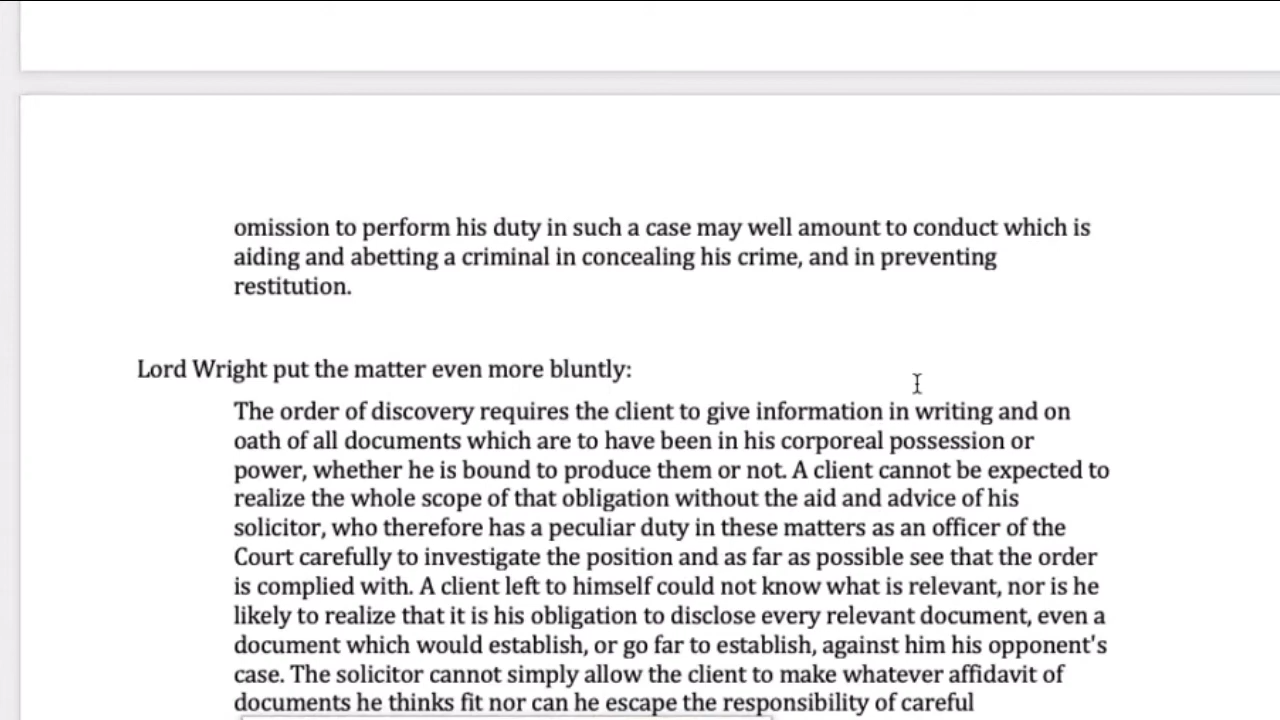 omission to perform his duty in such a case may well amount to conduct which is
aiding and abetting a criminal in concealing his crime, and in preventing
restitution.
Lord Wright put the matter even more bluntly:
The order of discovery requires the client to give information in writing and on
oath of all documents which are to have been in his corporeal possession or
power, whether he is bound to produce them or not. A client cannot be expected to
realize the whole scope of that obligation without the aid and advice of his
solicitor, who therefore has a peculiar duty in these matters as an officer of the
Court carefully to investigate the position and as far as possible see that the order
is complied with. A client left to himself could not know what is relevant, nor is he
likely to realize that it is his obligation to disclose every relevant document, even a
document which would establish, or go far to establish, against him his opponent's
case. The solicitor cannot simply allow the client to make whatever affidavit of
documents he thinks fit nor can he escape the responsibility of careful